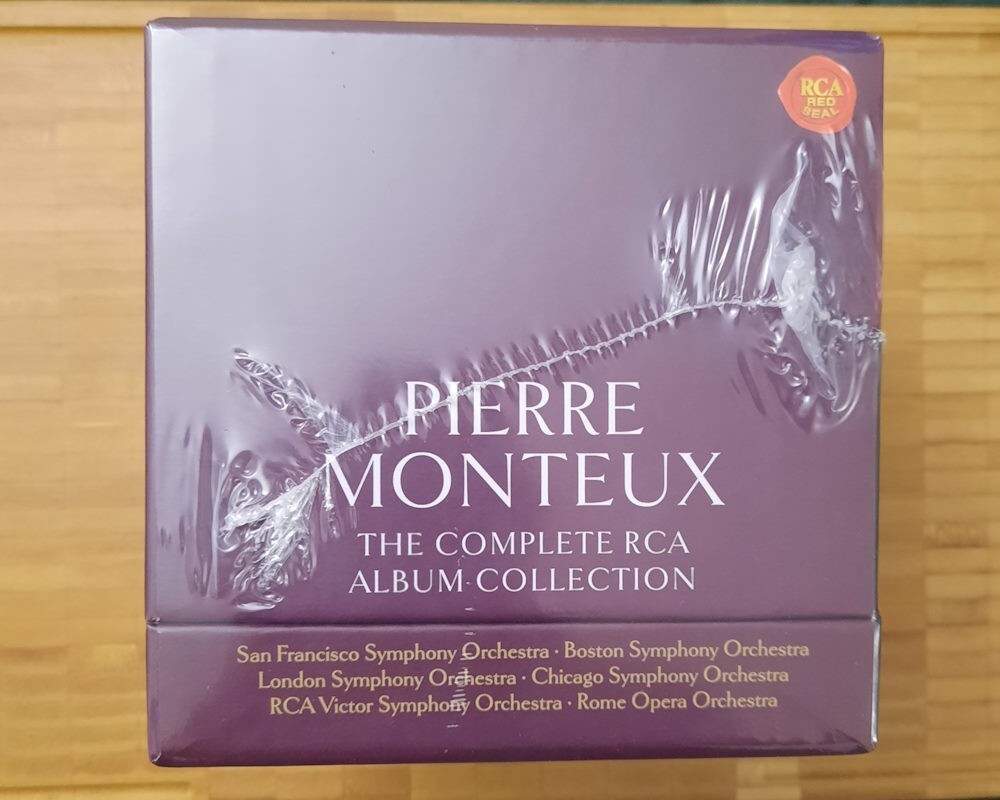 RCA
RED
SEAL
PIERRE
MONTEUX
THE COMPLETE RCA
ALBUM COLLECTION
San Francisco Symphony Orchestra · Boston Symphony Orchestra
London Symphony Orchestra · Chicago Symphony Orchestra
RCA Victor Symphony Orchestra · Rome Opera Orchestra